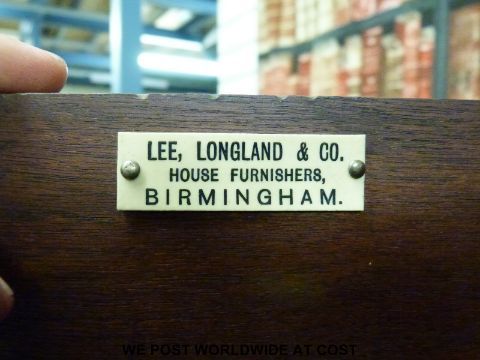 LEE, LONGLAND & CO.
HOUSE FURNISHERS,
BIRMINGHAM.
WE POST WORLDWIDE AT COST